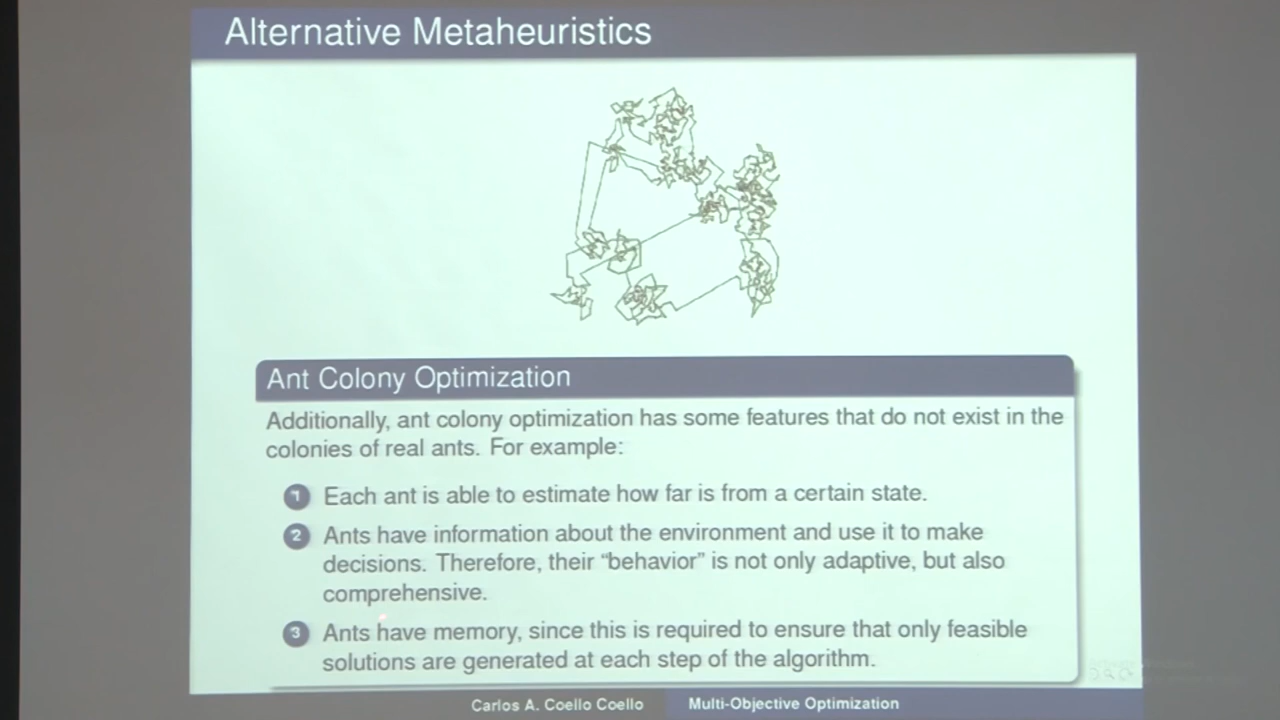 Alternative Metaheuristics
Ant Colony Optimization
Additionally, ant colony optimization has some features that do not exist in the
colonies of real ants. For example:
1 Each ant is able to estimate how far is from a certain state.
2 Ants have information about the environment and use it to make
decisions. Therefore, their “behavior” is not only adaptive, but also
comprehensive.
3 Ants have memory, since this is required to ensure that only feasible
solutions are generated at each step of the algorithm.
Carlos A. Coello Coello Multi-Objective Optimization